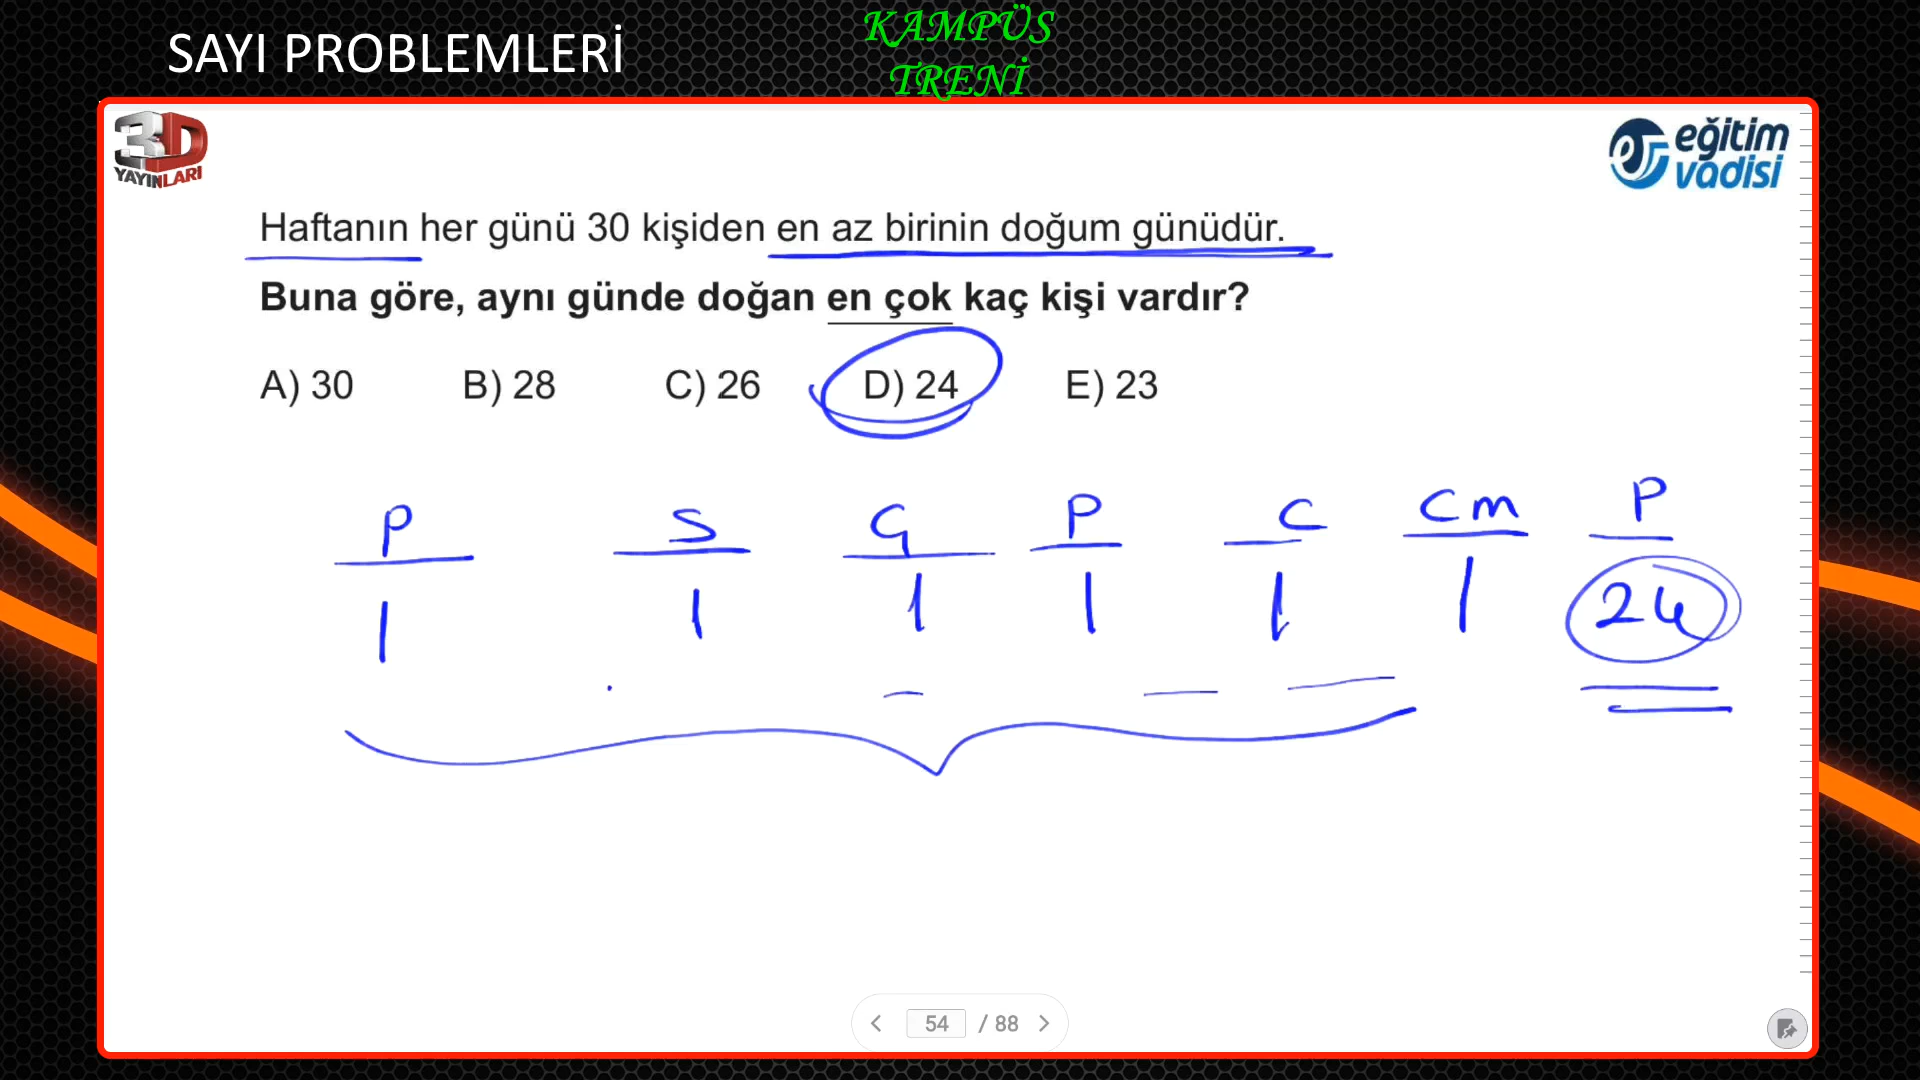 SAYI PROBLEMLERİ
KAMPÜS
TRENİ
3D
YAYINLARI
eğitim
vadisi
Haftanın her günü 30 kişiden en az birinin doğum günüdür.
Buna göre, aynı günde doğan en çok kaç kişi vardır?
A) 30 B) 28 C) 26 D) 24 E) 23
P S Ç P C Cm P
1 1 1 1 1 1 24
54 / 88